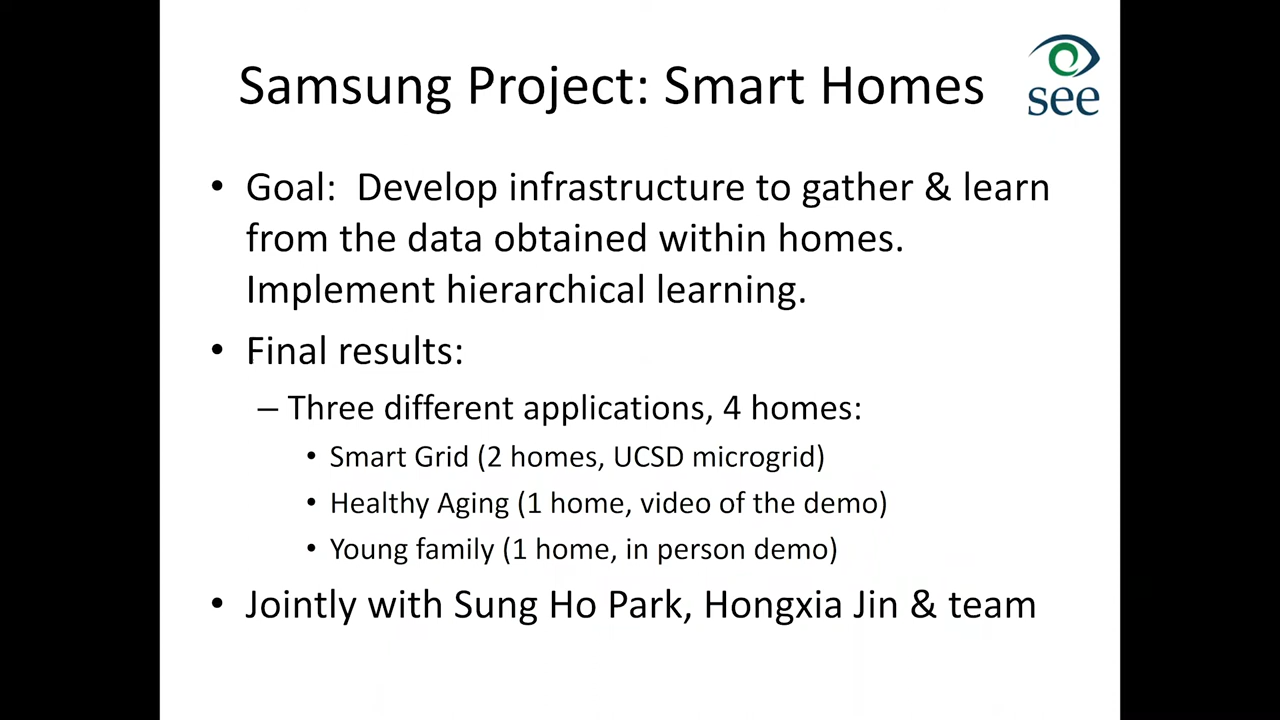 Samsung Project: Smart Homes
see
• Goal:  Develop infrastructure to gather & learn
from the data obtained within homes.
Implement hierarchical learning.
• Final results:
– Three different applications, 4 homes:
• Smart Grid (2 homes, UCSD microgrid)
• Healthy Aging (1 home, video of the demo)
• Young family (1 home, in person demo)
• Jointly with Sung Ho Park, Hongxia Jin & team